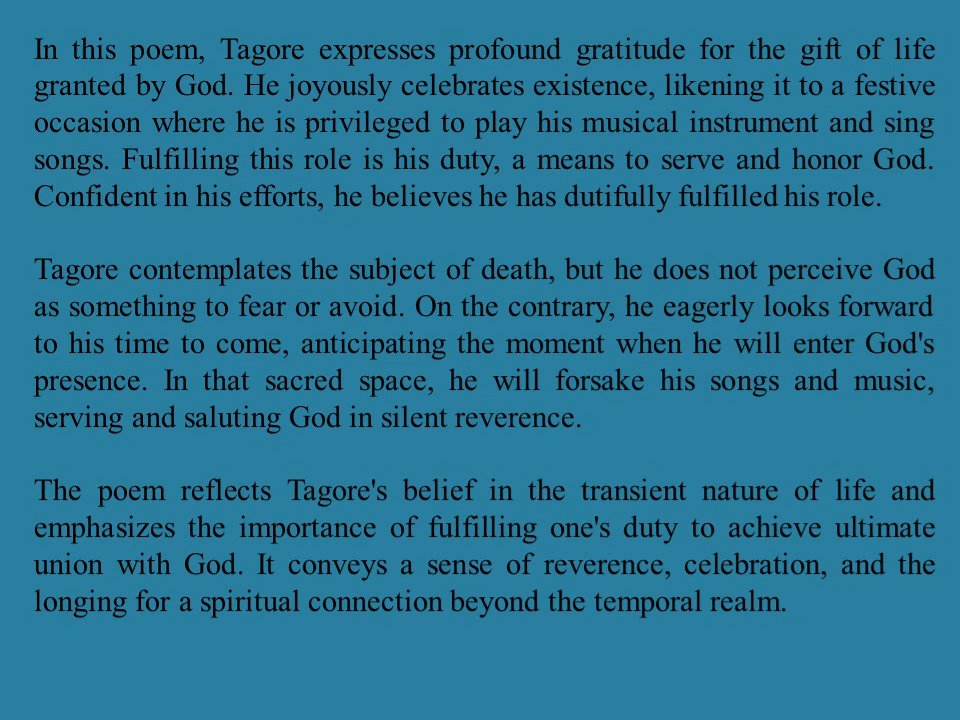 In this poem, Tagore expresses profound gratitude for the gift of life
granted by God. He joyously celebrates existence, likening it to a festive
occasion where he is privileged to play his musical instrument and sing
songs. Fulfilling this role is his duty, a means to serve and honor God.
Confident in his efforts, he believes he has dutifully fulfilled his role.
Tagore contemplates the subject of death, but he does not perceive God
as something to fear or avoid. On the contrary, he eagerly looks forward
to his time to come, anticipating the moment when he will enter God's
presence. In that sacred space, he will forsake his songs and music,
serving and saluting God in silent reverence.
The poem reflects Tagore's belief in the transient nature of life and
emphasizes the importance of fulfilling one's duty to achieve ultimate
union with God. It conveys a sense of reverence, celebration, and the
longing for a spiritual connection beyond the temporal realm.